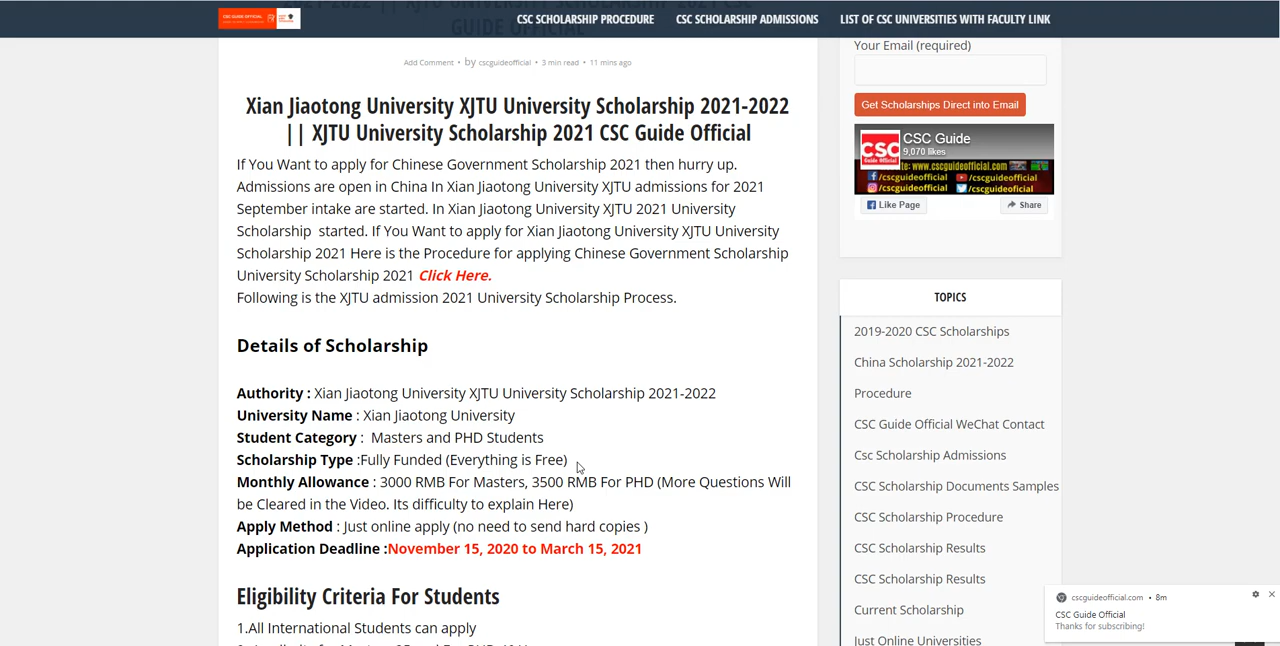 CSC GUIDE OFFICIAL
CSC SCHOLARSHIP PROCEDURE
CSC SCHOLARSHIP ADMISSIONS
LIST OF CSC UNIVERSITIES WITH FACULTY LINK
GUIDE OFFICIAL
Add Comment • by cscguideofficial • 3 min read • 11 mins ago
Xian Jiaotong University XJTU University Scholarship 2021-2022
|| XJTU University Scholarship 2021 CSC Guide Official
If You Want to apply for Chinese Government Scholarship 2021 then hurry up.
Admissions are open in China In Xian Jiaotong University XJTU admissions for 2021
September intake are started. In Xian Jiaotong University XJTU 2021 University
Scholarship started. If You Want to apply for Xian Jiaotong University XJTU University
Scholarship 2021 Here is the Procedure for applying Chinese Government Scholarship
University Scholarship 2021 Click Here.
Following is the XJTU admission 2021 University Scholarship Process.
Details of Scholarship
Authority : Xian Jiaotong University XJTU University Scholarship 2021-2022
University Name : Xian Jiaotong University
Student Category : Masters and PHD Students
Scholarship Type :Fully Funded (Everything is Free)
Monthly Allowance : 3000 RMB For Masters, 3500 RMB For PHD (More Questions Will
be Cleared in the Video. Its difficulty to explain Here)
Apply Method : Just online apply (no need to send hard copies )
Application Deadline :November 15, 2020 to March 15, 2021
Eligibility Criteria For Students
1.All International Students can apply
Your Email (required)
Get Scholarships Direct into Email
CSC
Guide Official
CSC Guide
9,070 likes
website: www.cscguideofficial.com
/cscguideofficial
/cscguideofficial
/cscguideofficial
/cscguideofficial
Like Page
Share
TOPICS
2019-2020 CSC Scholarships
China Scholarship 2021-2022
Procedure
CSC Guide Official WeChat Contact
Csc Scholarship Admissions
CSC Scholarship Documents Samples
CSC Scholarship Procedure
CSC Scholarship Results
CSC Scholarship Results
Current Scholarship
Just Online Universities
cscguideofficial.com • 8m
CSC Guide Official
Thanks for subscribing!